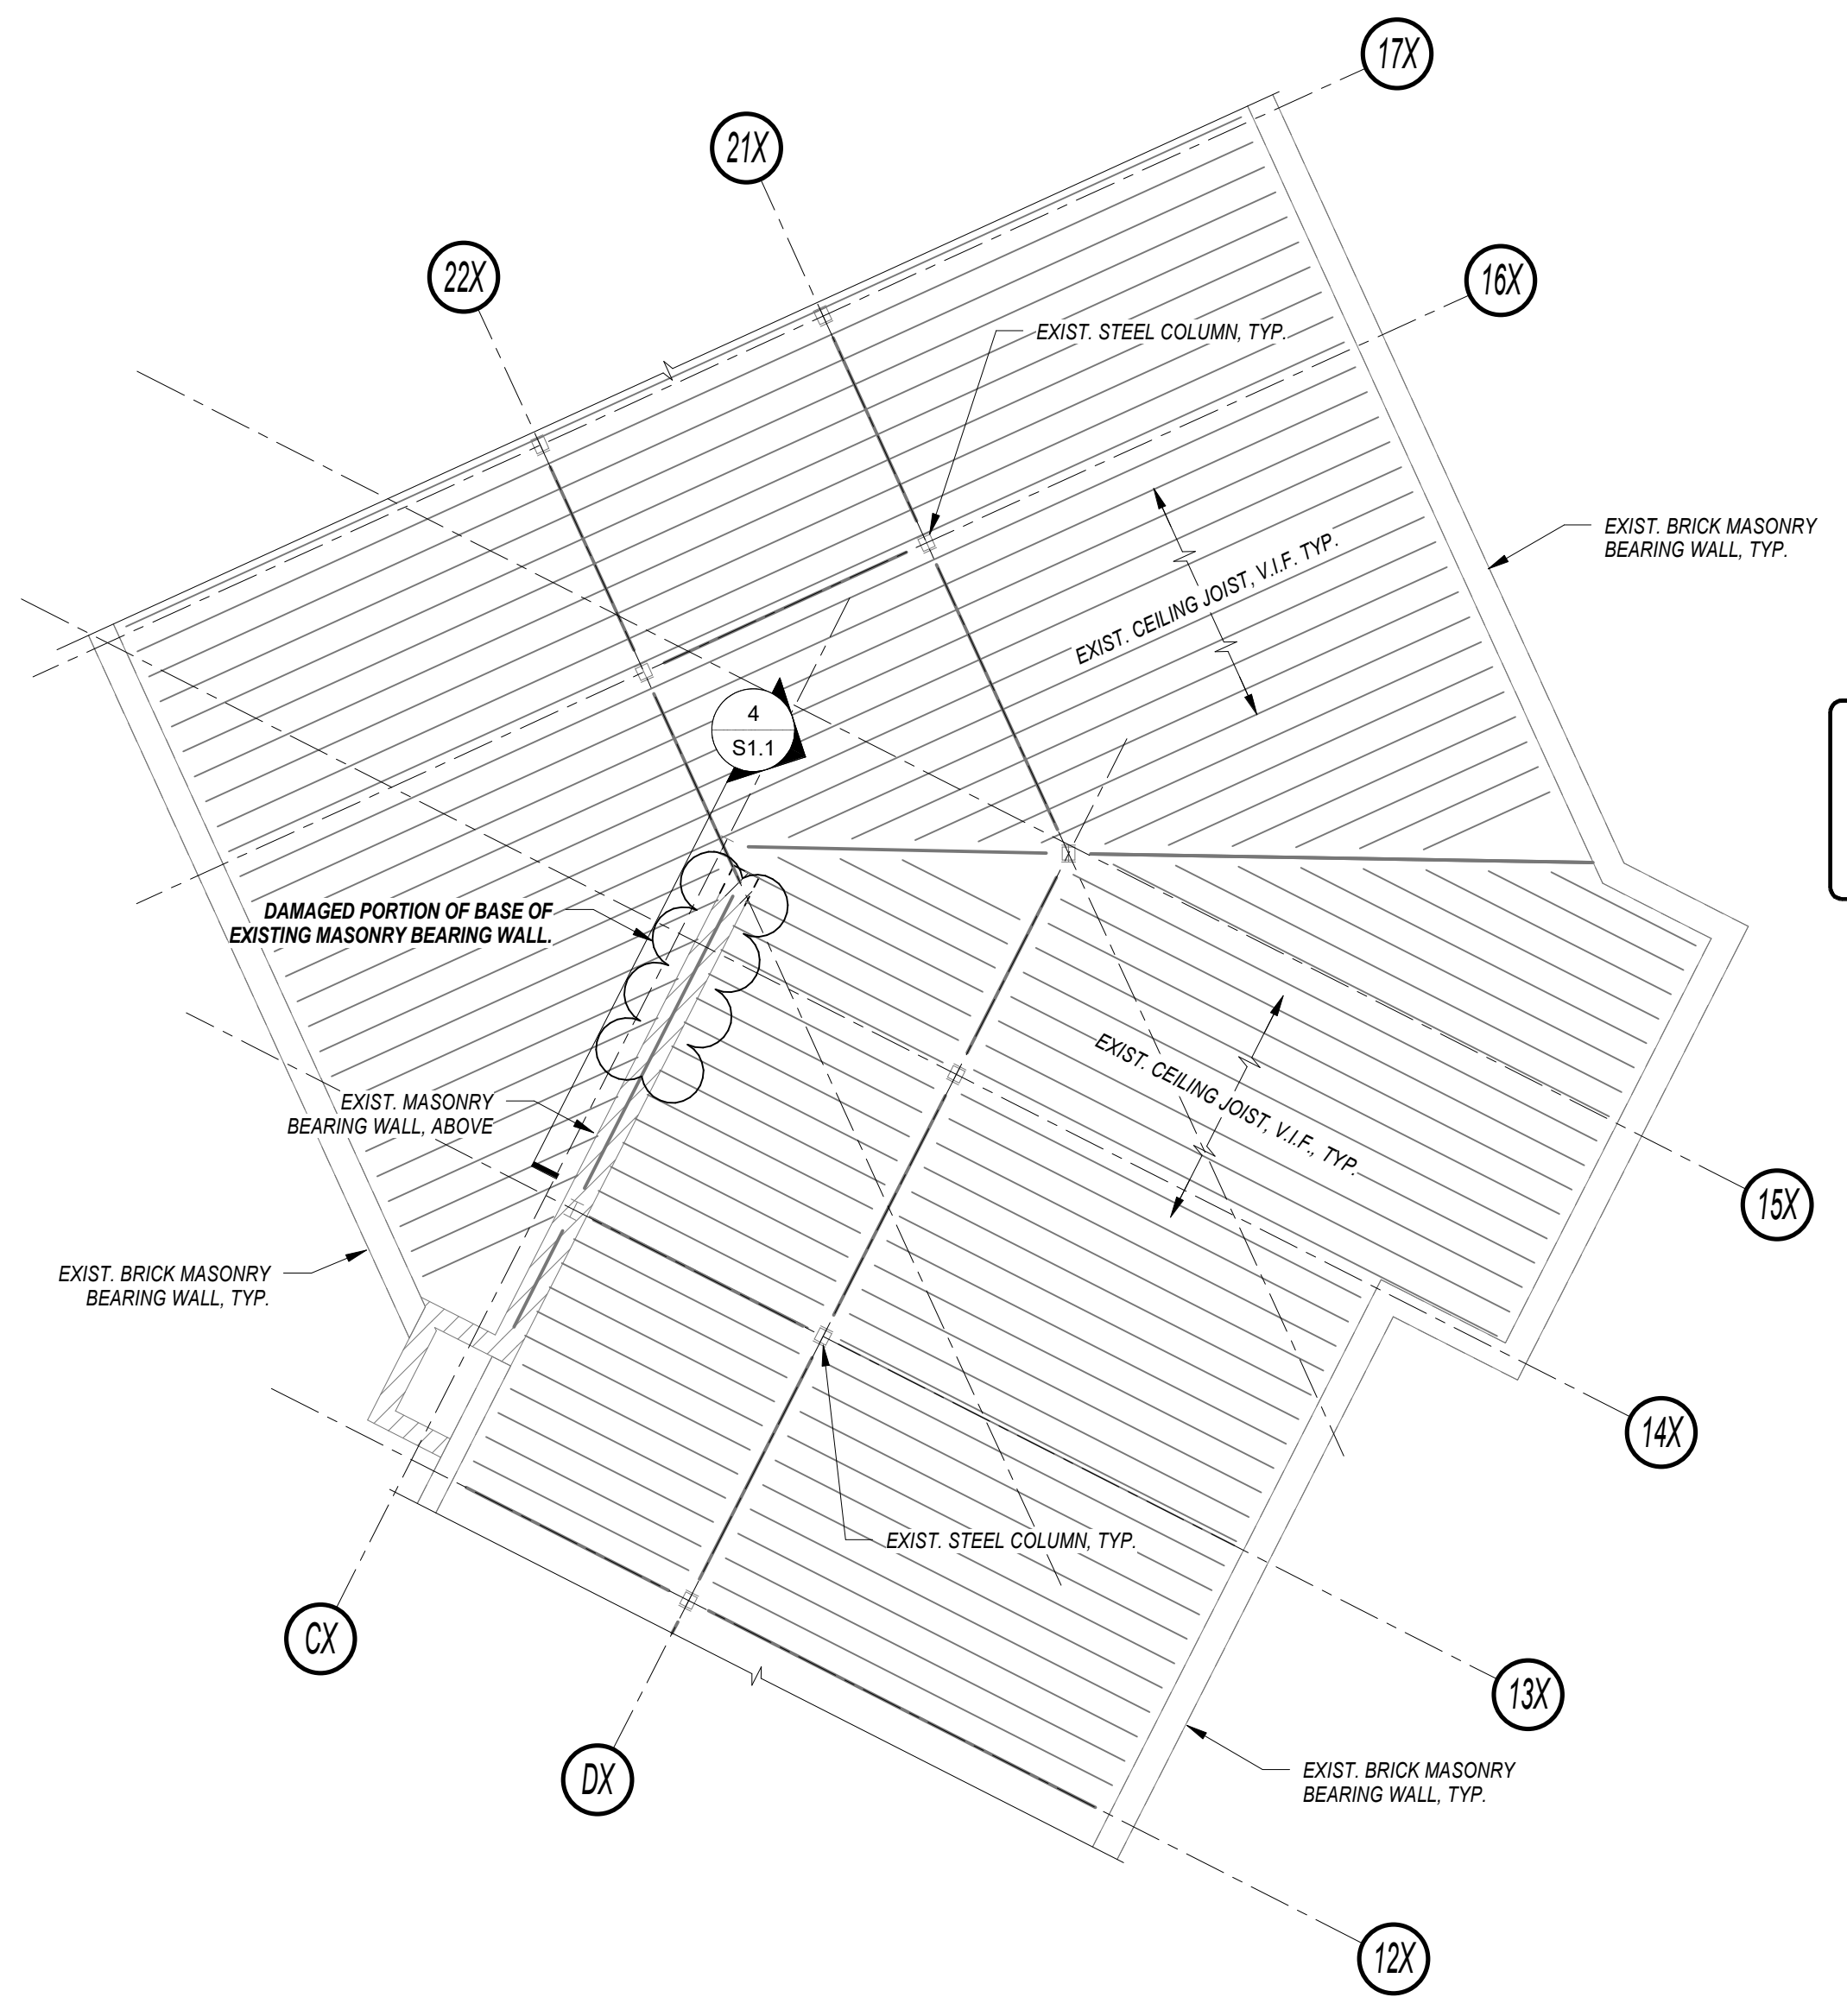 17X
21X
22X
16X
EXIST. STEEL COLUMN, TYP.
EXIST. BRICK MASONRY
BEARING WALL, TYP.
EXIST. CEILING JOIST, V.I.F. TYP.
4
S1.1
DAMAGED PORTION OF BASE OF
EXISTING MASONRY BEARING WALL.
EXIST. CEILING JOIST, V.I.F., TYP.
EXIST. MASONRY
BEARING WALL, ABOVE
15X
EXIST. BRICK MASONRY
BEARING WALL, TYP.
14X
EXIST. STEEL COLUMN, TYP.
CX
13X
DX
EXIST. BRICK MASONRY
BEARING WALL, TYP.
12X